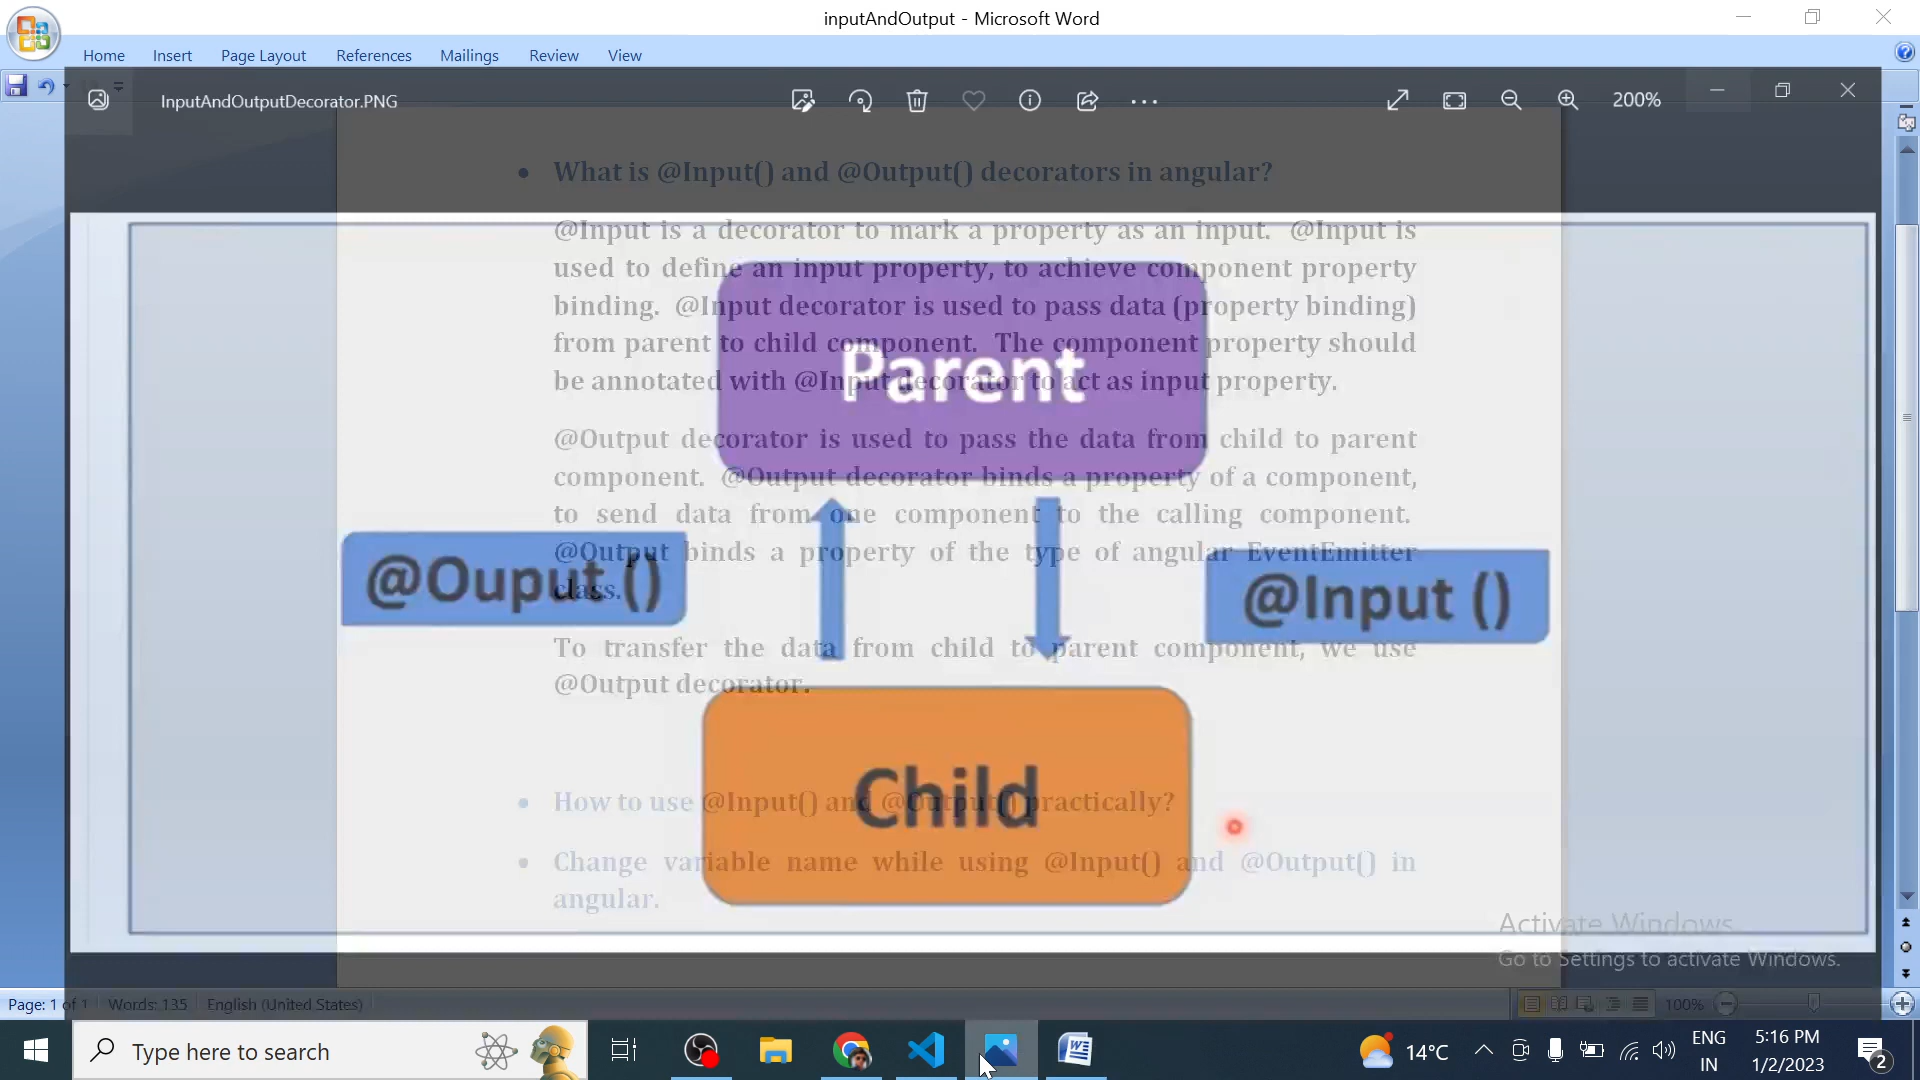 inputAndOutput - Microsoft Word
Home Insert Page Layout References Mailings Review View
InputAndOutputDecorator.PNG 200%
What is @Input() and @Output() decorators in angular?
@Input is a decorator to mark a property as an input. @Input is
used to define an input property, to achieve component property
binding. @Input decorator is used to pass data (property binding)
from parent to child component. The component property should
be annotated with @Input decorator to act as input property.
Parent
@Output decorator is used to pass the data from child to parent
component. @Output decorator binds a property of a component,
to send data from one component to the calling component.
@Output binds a property of the type of angular EventEmitter
class.
@Ouput ()
@Input ()
To transfer the data from child to parent component, we use
@Output decorator.
Child
How to use @Input() and @Output() practically?
Change variable name while using @Input() and @Output() in
angular.
Activate Windows
Go to Settings to activate Windows.
Page: 1 of 1 Words: 135 English (United States) 100%
Type here to search 14°C ENG IN 5:16 PM 1/2/2023 2